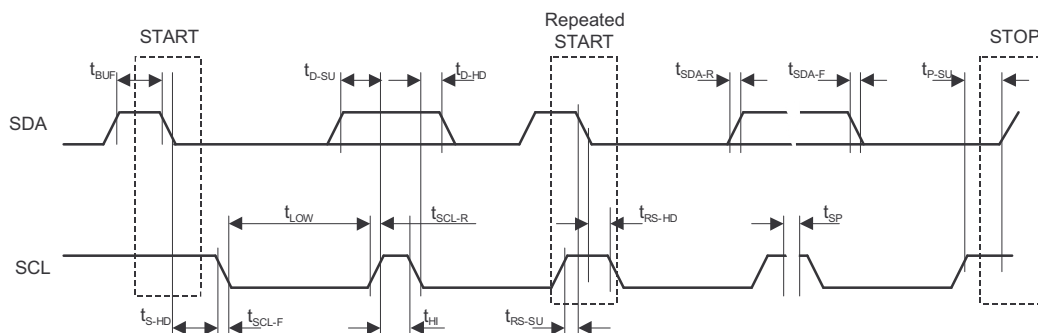 Repeated
START
START
STOP
tBUF
tD-SU
tD-HD
tSDA-R
tSDA-F
tP-SU
SDA
tLOW
tSCL-R
tRS-HD
tSP
SCL
tS-HD
tSCL-F
tHI
tRS-SU